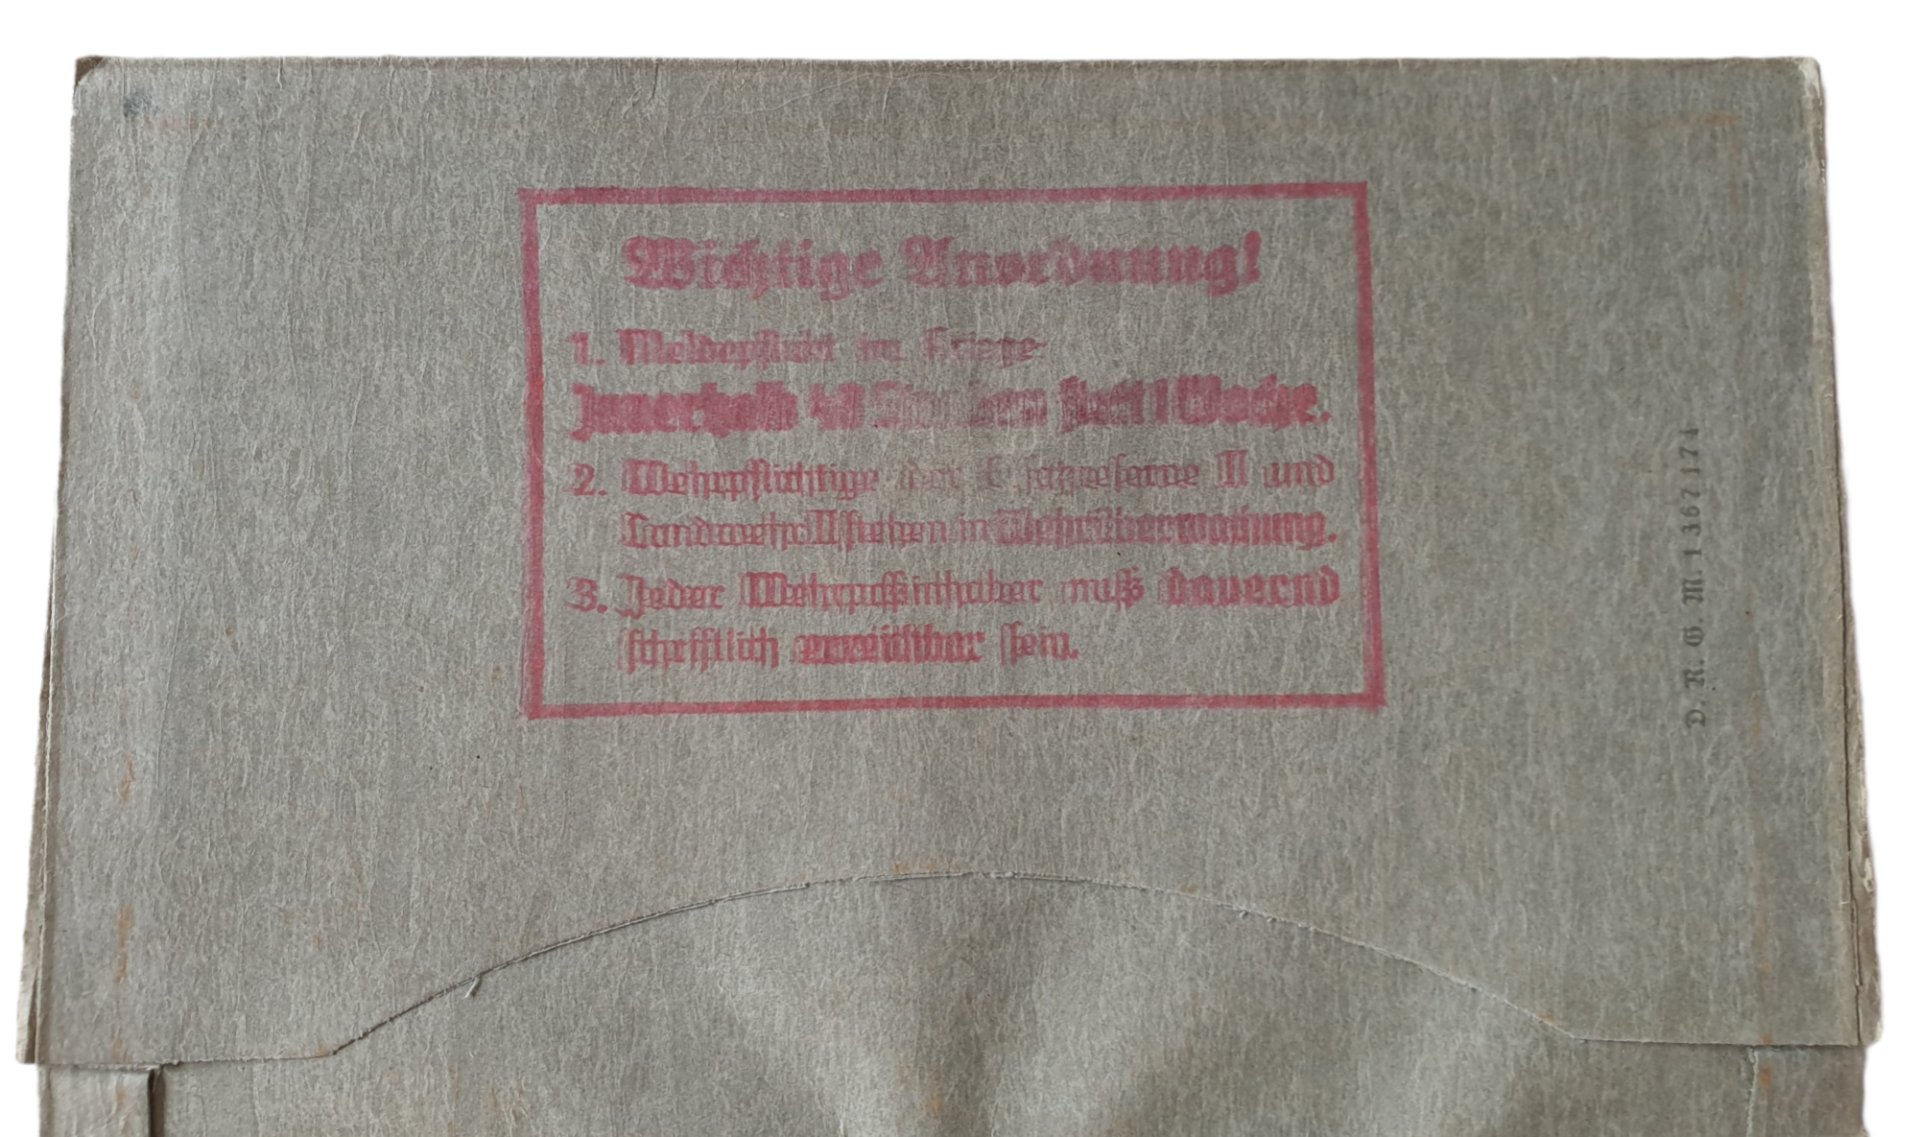 Wichtige Anordnung!
1. Meldepflicht im Kriege
Innerhalb 48 Stunden statt 1 Woche.
2. Wehrpflichtige der Ersatzreserve II und
Landwehr II stehen in Wehrüberwachung.
3. Jeder Wehrpaßinhaber muß dauernd
schriftlich erreichbar sein.
D. R. G. M. 1367174